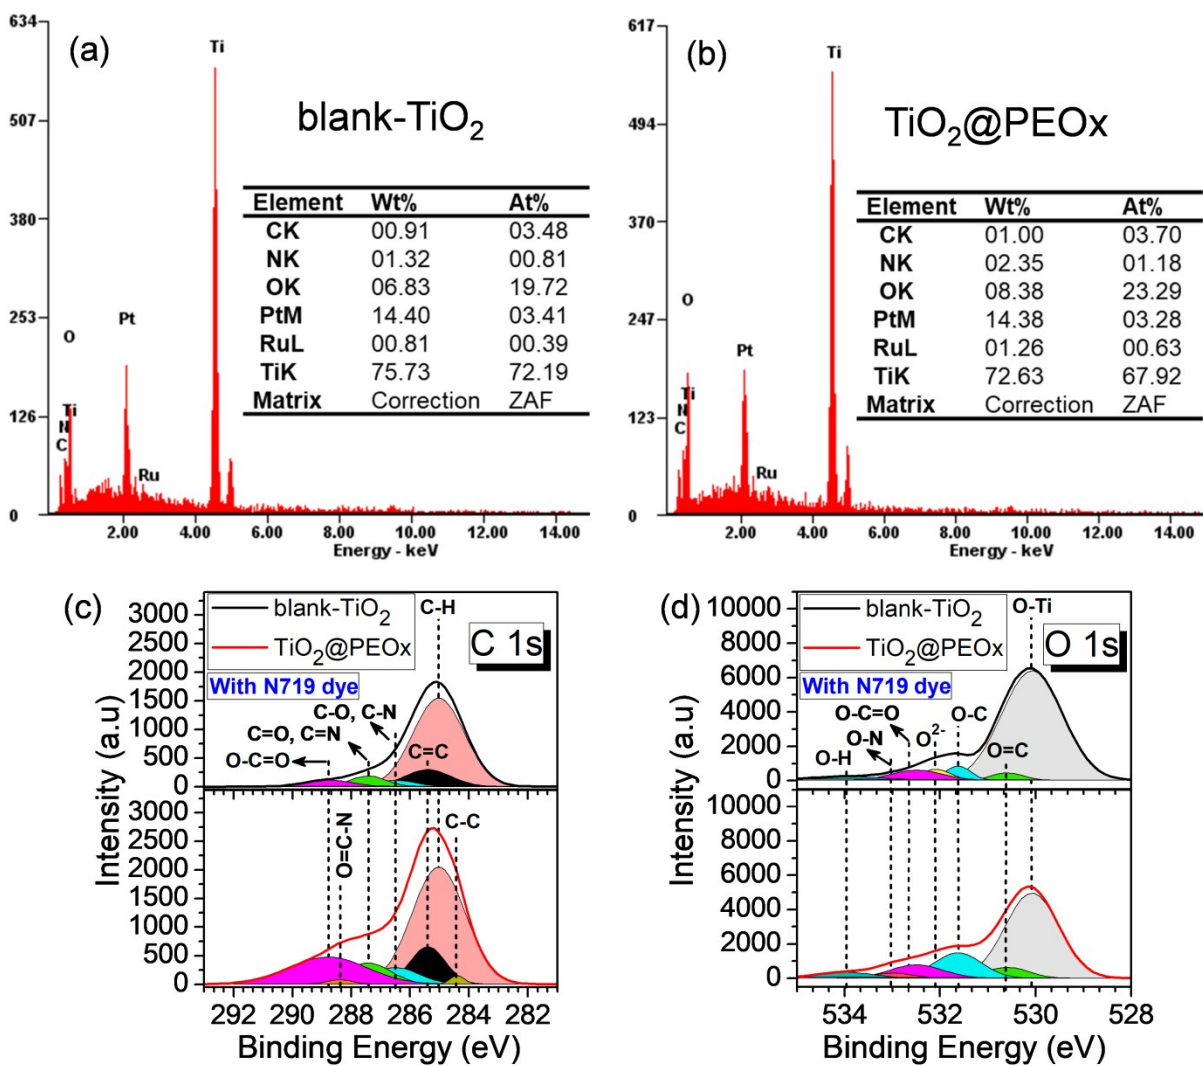 (a)
blank-TiO2
634
507
380
253
126
0
Ti
Pt
O
Ti
N
C
Ru
2.00 4.00 6.00 8.00 10.00 12.00 14.00
Energy - keV
Element Wt% At%
CK 00.91 03.48
NK 01.32 00.81
OK 06.83 19.72
PtM 14.40 03.41
RuL 00.81 00.39
TiK 75.73 72.19
Matrix Correction ZAF
(b)
TiO2@PEOx
617
494
370
247
123
0
Ti
O
Pt
Ti
N
C
Ru
2.00 4.00 6.00 8.00 10.00 12.00 14.00
Energy - keV
Element Wt% At%
CK 01.00 03.70
NK 02.35 01.18
OK 08.38 23.29
PtM 14.38 03.28
RuL 01.26 00.63
TiK 72.63 67.92
Matrix Correction ZAF
(c)
blank-TiO2
TiO2@PEOx
With N719 dye
C 1s
C-H
C-O, C-N
C=O, C=N
O-C=O
C=C
O=C-N
C-C
3000
2500
2000
1500
1000
500
0
3000
2500
2000
1500
1000
500
0
Intensity (a.u)
292 290 288 286 284 282
Binding Energy (eV)
(d)
blank-TiO2
TiO2@PEOx
With N719 dye
O 1s
O-Ti
O-C=O
O-C
O-N
O2-
O-H
O=C
10000
8000
6000
4000
2000
0
10000
8000
6000
4000
2000
0
Intensity (a.u)
534 532 530 528
Binding Energy (eV)